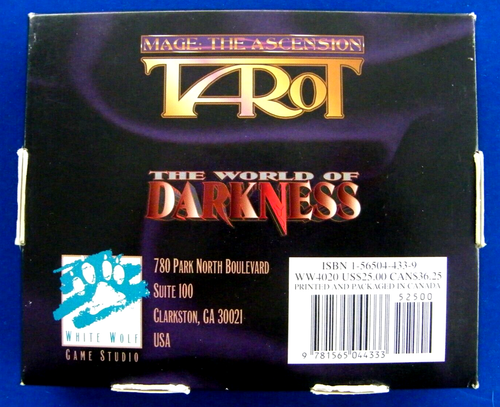 MAGE: THE ASCENSION
TAROT
THE WORLD OF
DARKNESS
780 PARK NORTH BOULEVARD
SUITE 100
CLARKSTON, GA 30021
USA
WHITE WOLF
GAME STUDIO
ISBN 1-56504-433-9
WW4020 US$25.00 CAN$36.25
PRINTED AND PACKAGED IN CANADA
52500
9 781565 044333